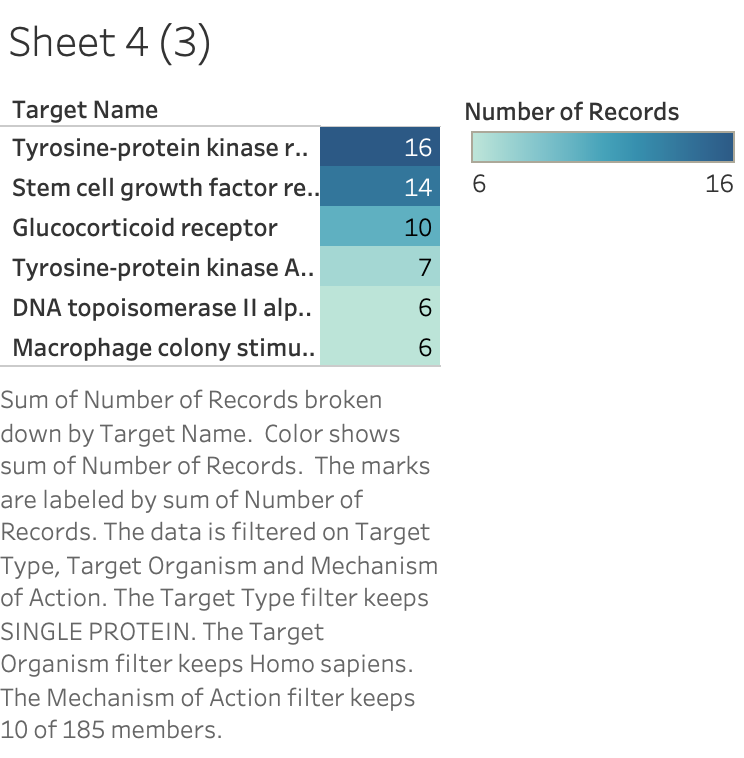 Sheet 4 (3)
Target Name
Number of Records
Tyrosine-protein kinase r.. 16
Stem cell growth factor re.. 14
Glucocorticoid receptor 10
Tyrosine-protein kinase A.. 7
DNA topoisomerase II alp.. 6
Macrophage colony stimu.. 6
6 16
Sum of Number of Records broken
down by Target Name.  Color shows
sum of Number of Records.  The marks
are labeled by sum of Number of
Records. The data is filtered on Target
Type, Target Organism and Mechanism
of Action. The Target Type filter keeps
SINGLE PROTEIN. The Target
Organism filter keeps Homo sapiens.
The Mechanism of Action filter keeps
10 of 185 members.